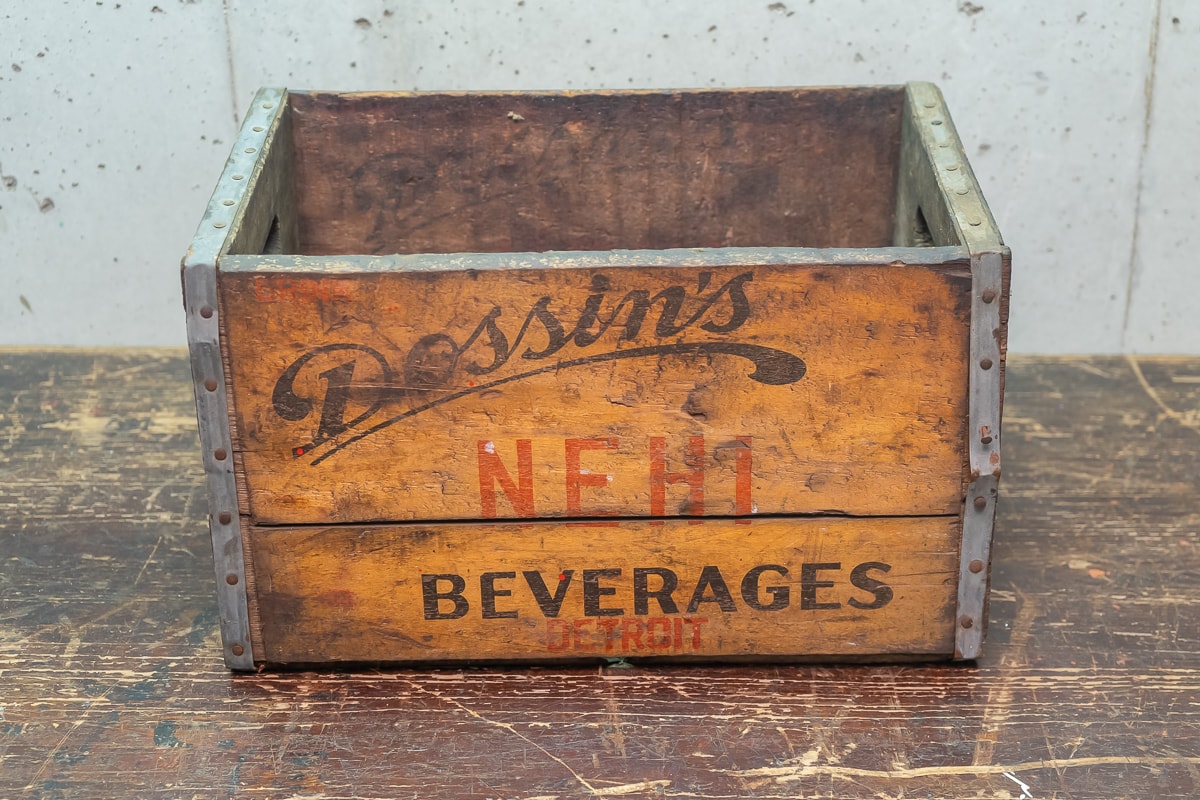 Dossin's
NEHI
BEVERAGES
DETROIT